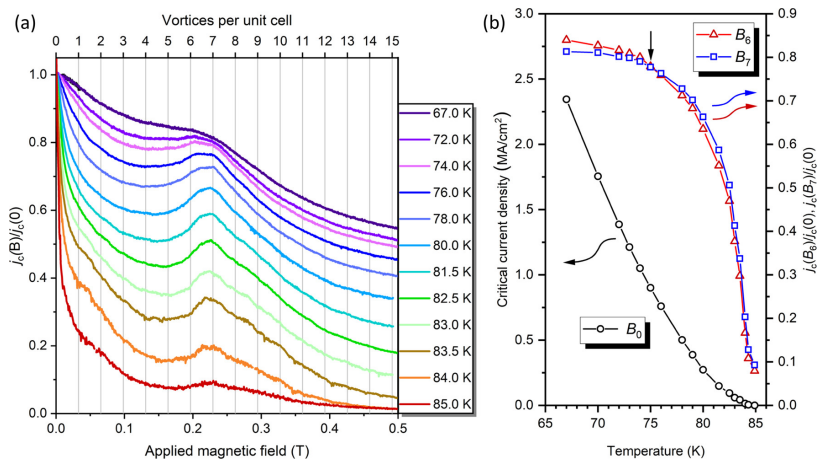 (a)
Vortices per unit cell
0 1 2 3 4 5 6 7 8 9 10 11 12 13 14 15
1.0
0.8
0.6
0.4
0.2
0.0
jc(B)/jc(0)
67.0 K
72.0 K
74.0 K
76.0 K
78.0 K
80.0 K
81.5 K
82.5 K
83.0 K
83.5 K
84.0 K
85.0 K
0.0 0.1 0.2 0.3 0.4 0.5
Applied magnetic field (T)
(b)
3.0
2.5
2.0
1.5
1.0
0.5
0.0
Critical current density (MA/cm²)
B6
B7
B0
0.9
0.8
0.7
0.6
0.5
0.4
0.3
0.2
0.1
0.0
jc(B6)/jc(0), jc(B7)/jc(0)
65 70 75 80 85
Temperature (K)